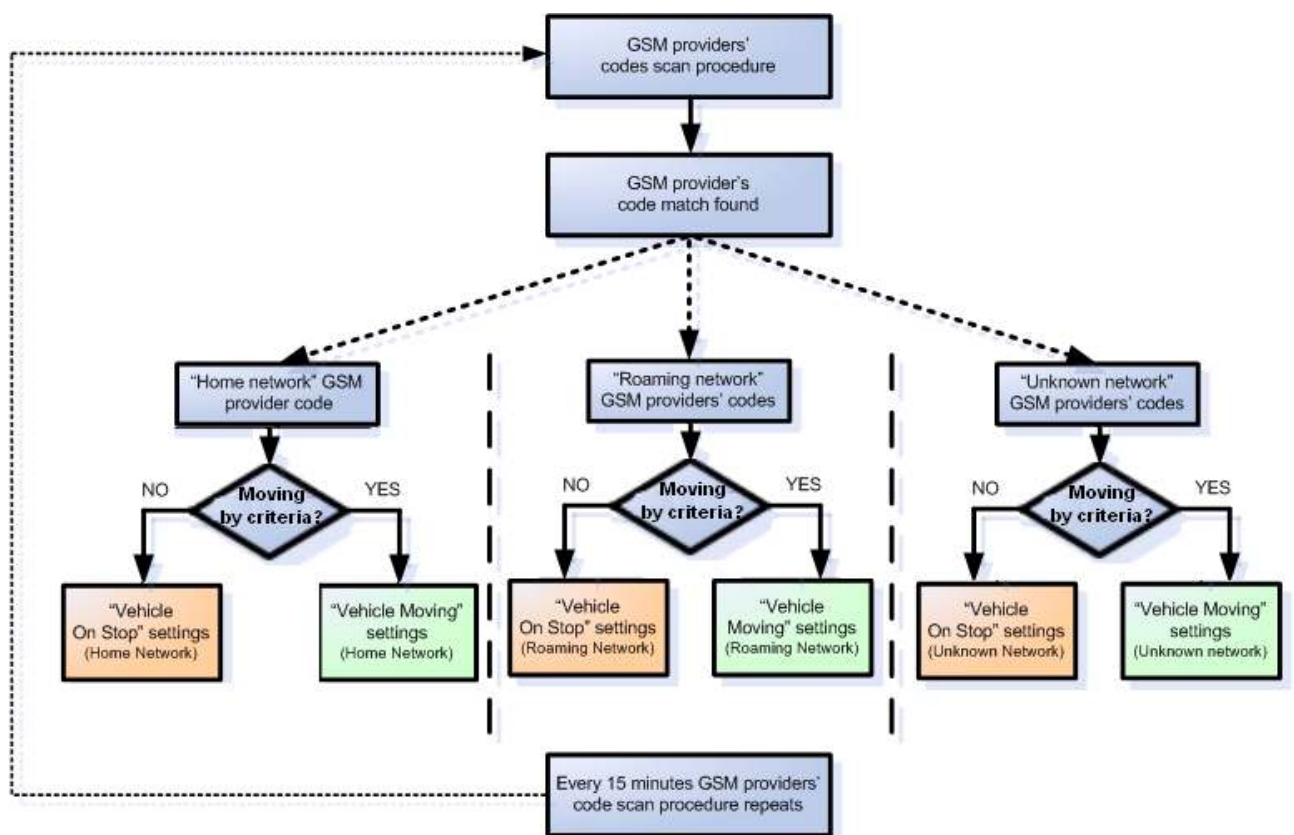 GSM providers'
codes scan procedure
GSM provider's
code match found
"Home network" GSM
provider code
"Roaming network"
GSM providers' codes
"Unknown network"
GSM providers' codes
NO
Moving
by criteria?
YES
NO
Moving
by criteria?
YES
NO
Moving
by criteria?
YES
"Vehicle
On Stop" settings
(Home Network)
"Vehicle Moving"
settings
(Home Network)
"Vehicle
On Stop" settings
(Roaming Network)
"Vehicle
Moving" settings
(Roaming Network)
"Vehicle
On Stop" settings
(Unknown Network)
"Vehicle Moving"
settings
(Unknown network)
Every 15 minutes GSM providers'
code scan procedure repeats